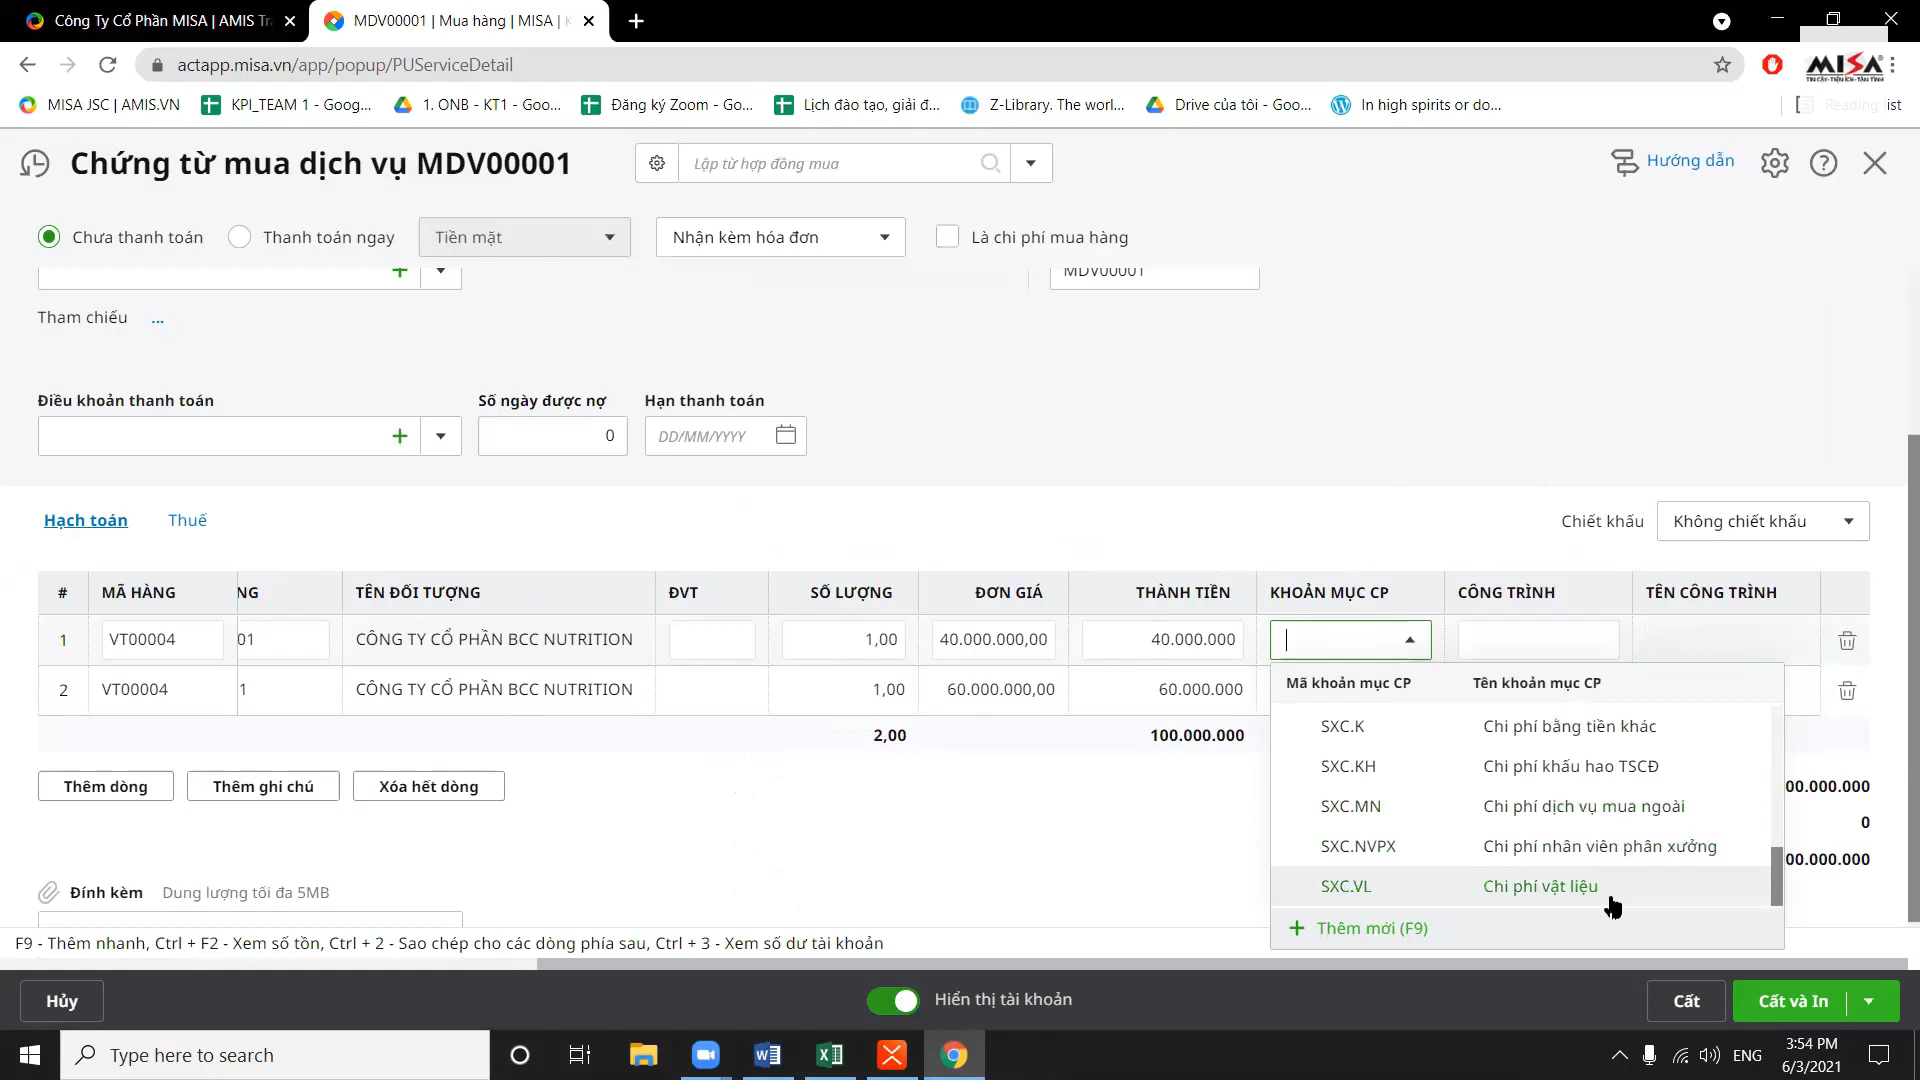 Công Ty Cổ Phần MISA | AMIS Tr
MDV00001 | Mua hàng | MISA | K
actapp.misa.vn/app/popup/PUServiceDetail
MISA
TIN CẬY-TIỆN ÍCH-TẬN TÌNH
MISA JSC | AMIS.VN
KPI_TEAM 1 - Goog...
1. ONB - KT1 - Goo...
Đăng ký Zoom - Go...
Lịch đào tạo, giải đ...
Z-Library. The worl...
Drive của tôi - Goo...
In high spirits or do...
Reading list
Chứng từ mua dịch vụ MDV00001
Lập từ hợp đồng mua
Hướng dẫn
Chưa thanh toán
Thanh toán ngay
Tiền mặt
Nhận kèm hóa đơn
Là chi phí mua hàng
MDV00001
Tham chiếu ...
Điều khoản thanh toán
Số ngày được nợ
Hạn thanh toán
0
DD/MM/YYYY
Hạch toán
Thuế
Chiết khấu
Không chiết khấu
# MÃ HÀNG NG TÊN ĐỐI TƯỢNG ĐVT SỐ LƯỢNG ĐƠN GIÁ THÀNH TIỀN KHOẢN MỤC CP CÔNG TRÌNH TÊN CÔNG TRÌNH
1 VT00004 01 CÔNG TY CỔ PHẦN BCC NUTRITION 1,00 40.000.000,00 40.000.000
2 VT00004 1 CÔNG TY CỔ PHẦN BCC NUTRITION 1,00 60.000.000,00 60.000.000
2,00 100.000.000
Mã khoản mục CP Tên khoản mục CP
SXC.K Chi phí bằng tiền khác
SXC.KH Chi phí khấu hao TSCĐ
SXC.MN Chi phí dịch vụ mua ngoài
SXC.NVPX Chi phí nhân viên phân xưởng
SXC.VL Chi phí vật liệu
Thêm mới (F9)
Thêm dòng
Thêm ghi chú
Xóa hết dòng
00.000.000
0
00.000.000
Đính kèm Dung lượng tối đa 5MB
F9 - Thêm nhanh, Ctrl + F2 - Xem số tồn, Ctrl + 2 - Sao chép cho các dòng phía sau, Ctrl + 3 - Xem số dư tài khoản
Hủy
Hiển thị tài khoản
Cất
Cất và In
Type here to search
ENG
3:54 PM
6/3/2021